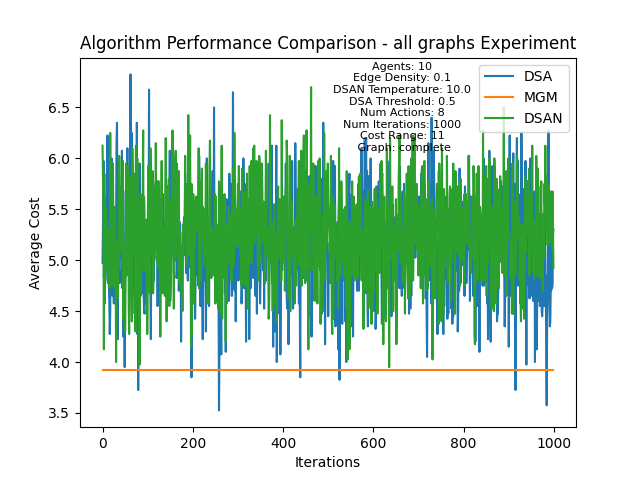 Algorithm Performance Comparison - all graphs Experiment
Agents: 10
Edge Density: 0.1
DSAN Temperature: 10.0
DSA Threshold: 0.5
Num Actions: 8
Num Iterations: 1000
Cost Range: 11
Graph: complete
DSA
MGM
DSAN
Average Cost
6.5
6.0
5.5
5.0
4.5
4.0
3.5
0
200
400
600
800
1000
Iterations